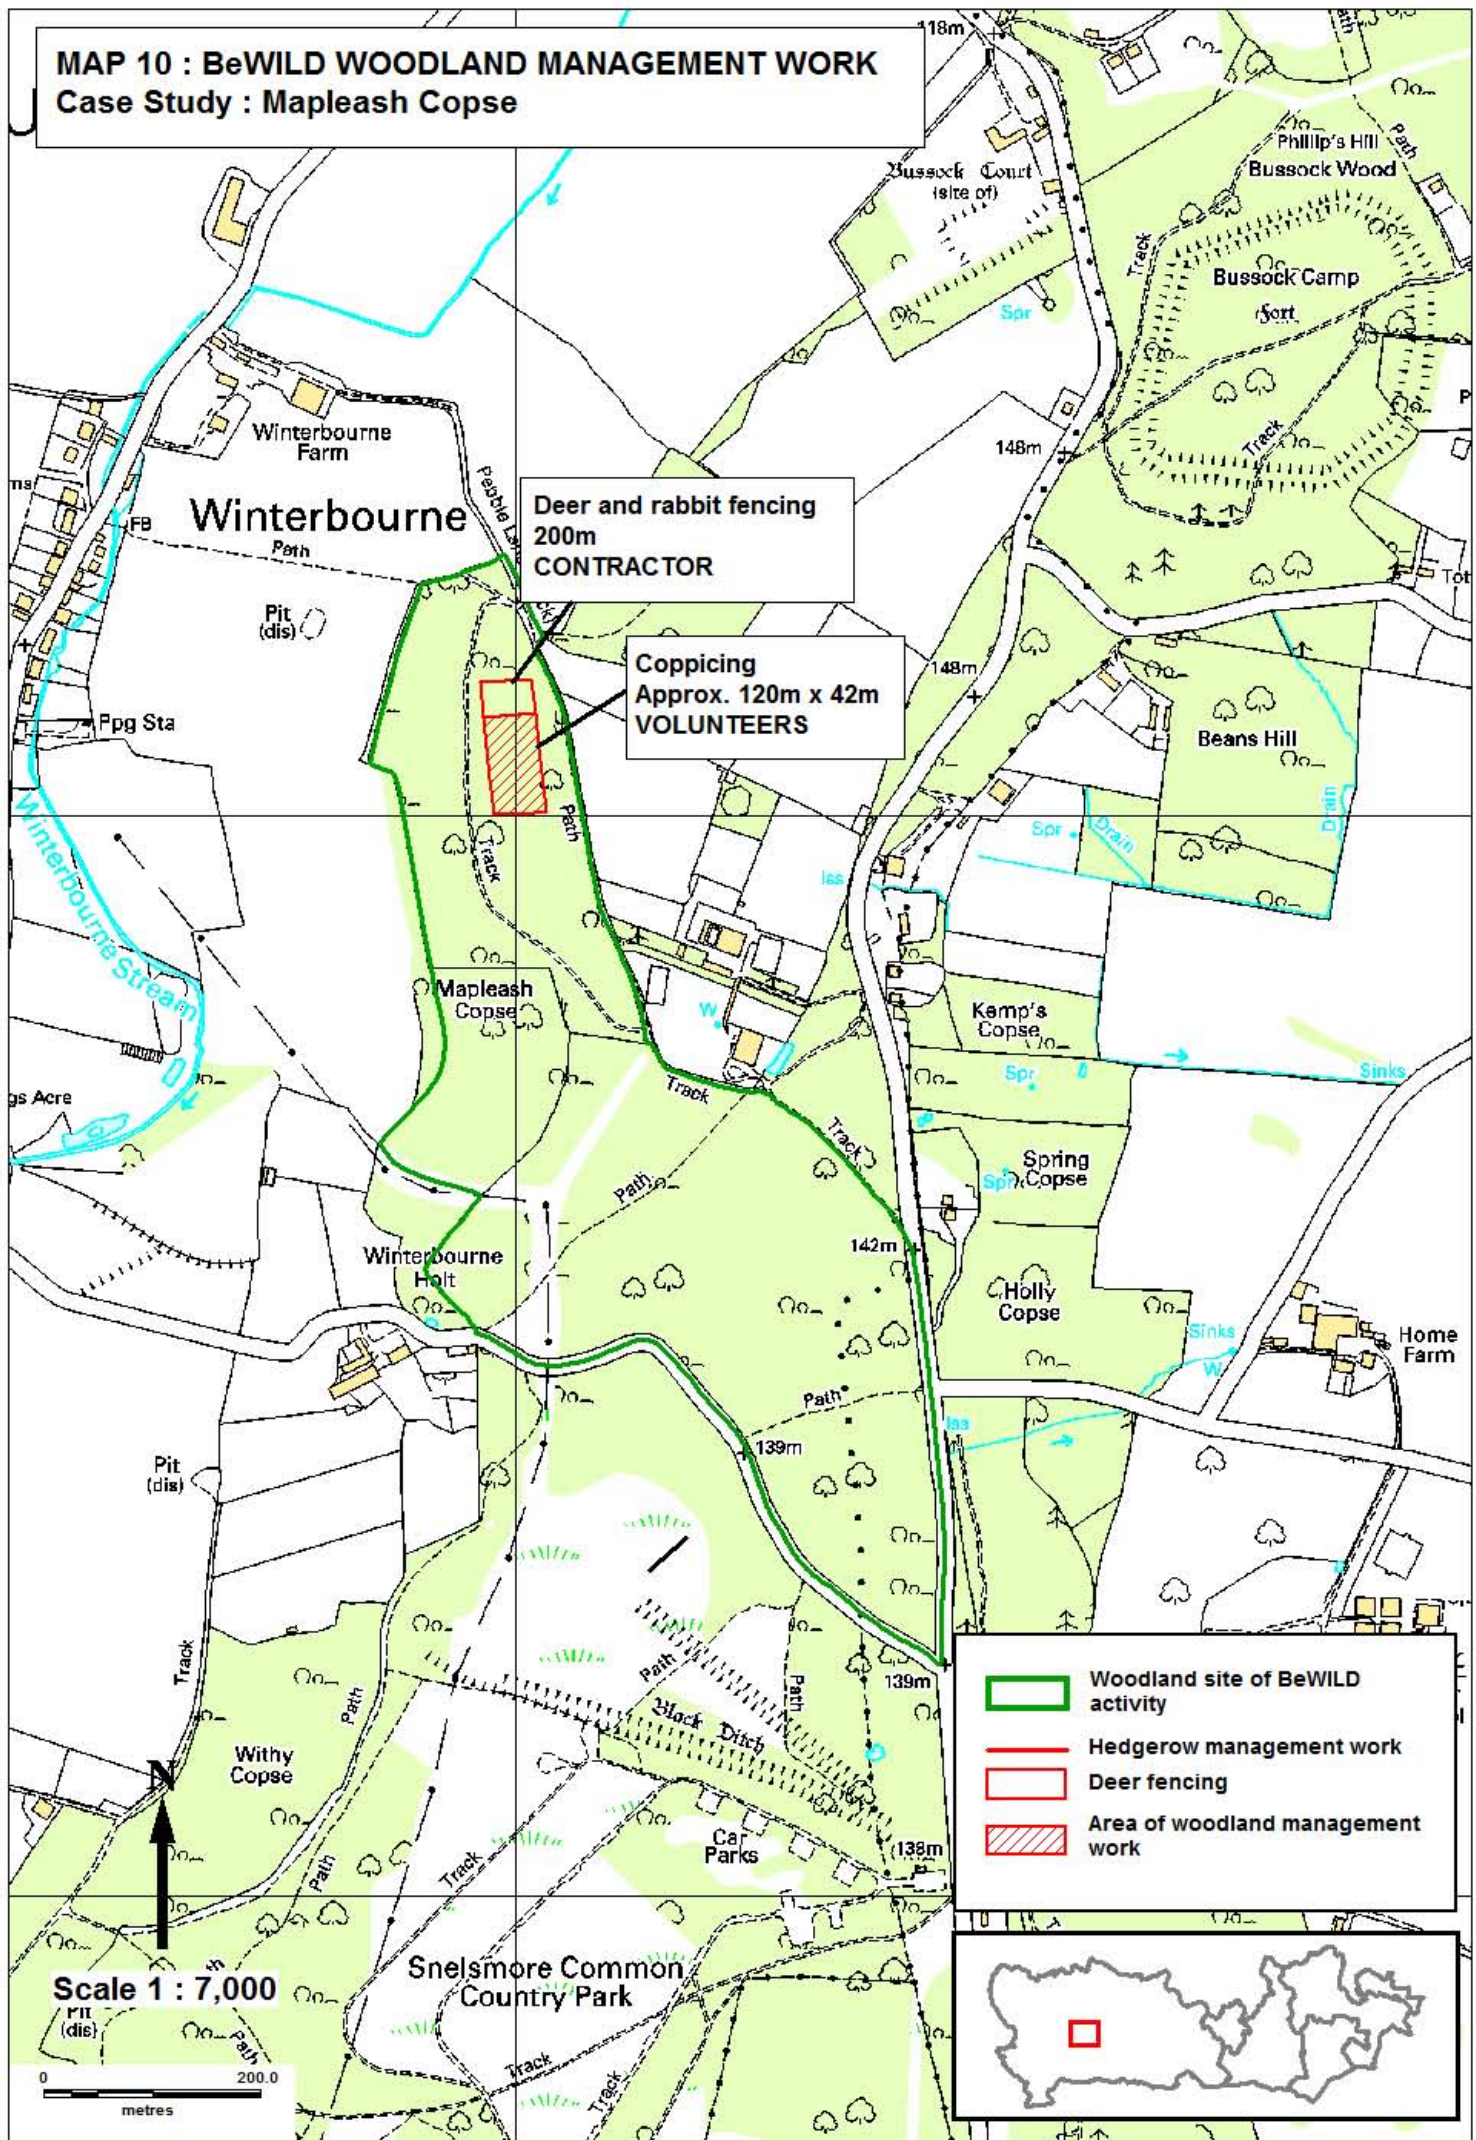 MAP 10 : BeWILD WOODLAND MANAGEMENT WORK
Case Study : Mapleash Copse
118m
Path
Phillip's Hill
Bussock Wood
Path
Bussock Court
(site of)
Track
Bussock Camp
Fort
Spr
Track
Winterbourne
Farm
148m
Winterbourne
FB
Path
Deer and rabbit fencing
200m
CONTRACTOR
Pit
(dis)
Coppicing
Approx. 120m x 42m
VOLUNTEERS
148m
Ppg Sta
Beans Hill
Path
Track
Spr
Drain
Drain
Iss
Winterbourne Stream
Mapleash
Copse
W
Kemp's
Copse
Spr
Sinks
gs Acre
Track
Track
Spring
Copse
Spr
Path
142m
Winterbourne
Holt
Holly
Copse
Sinks
W
Home
Farm
Path
Iss
139m
Pit
(dis)
Track
Path
Path
Path
139m
Black Ditch
Withy
Copse
N
Path
Track
Car
Parks
138m
Woodland site of BeWILD
activity
Hedgerow management work
Deer fencing
Area of woodland management
work
Snelsmore Common
Country Park
Scale 1 : 7,000
Pit
(dis)
Path
Track
Track
0 200.0
metres